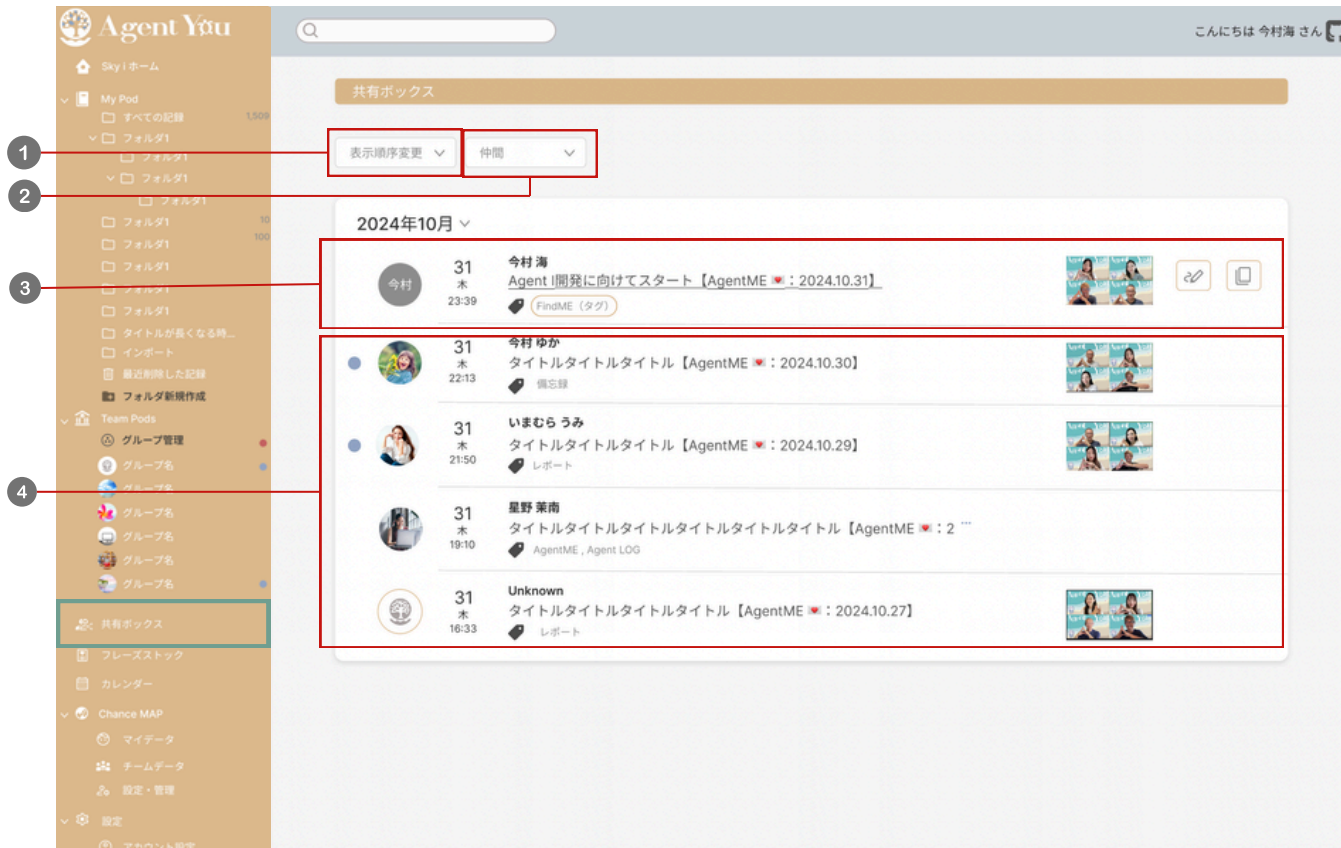 Agent You
こんにちは 今村海 さん
Sky i ホーム
My Pod
すべての記録 1,509
フォルダ1
フォルダ1
フォルダ1
フォルダ1
フォルダ1 10
フォルダ1 100
フォルダ1
フォルダ1
フォルダ1
タイトルが長くなる時...
インポート
最近削除した記録
フォルダ新規作成
Team Pods
グループ管理
グループ名
グループ名
グループ名
グループ名
グループ名
グループ名
共有ボックス
フレーズストック
カレンダー
Chance MAP
マイデータ
チームデータ
設定・管理
設定
アカウント設定
共有ボックス
1
表示順序変更 仲間
2
2024年10月
3
今村
31
木
23:39
今村 海
Agent I開発に向けてスタート【AgentME 💌：2024.10.31】
FindME（タグ）
4
31
木
22:13
今村 ゆか
タイトルタイトルタイトル【AgentME 💌：2024.10.30】
備忘録
31
木
21:50
いまむら うみ
タイトルタイトルタイトル【AgentME 💌：2024.10.29】
レポート
31
木
19:10
星野 茉南
タイトルタイトルタイトルタイトルタイトルタイトル【AgentME 💌：2 ...
AgentME , Agent LOG
31
木
16:33
Unknown
タイトルタイトルタイトルタイトル【AgentME 💌：2024.10.27】
レポート